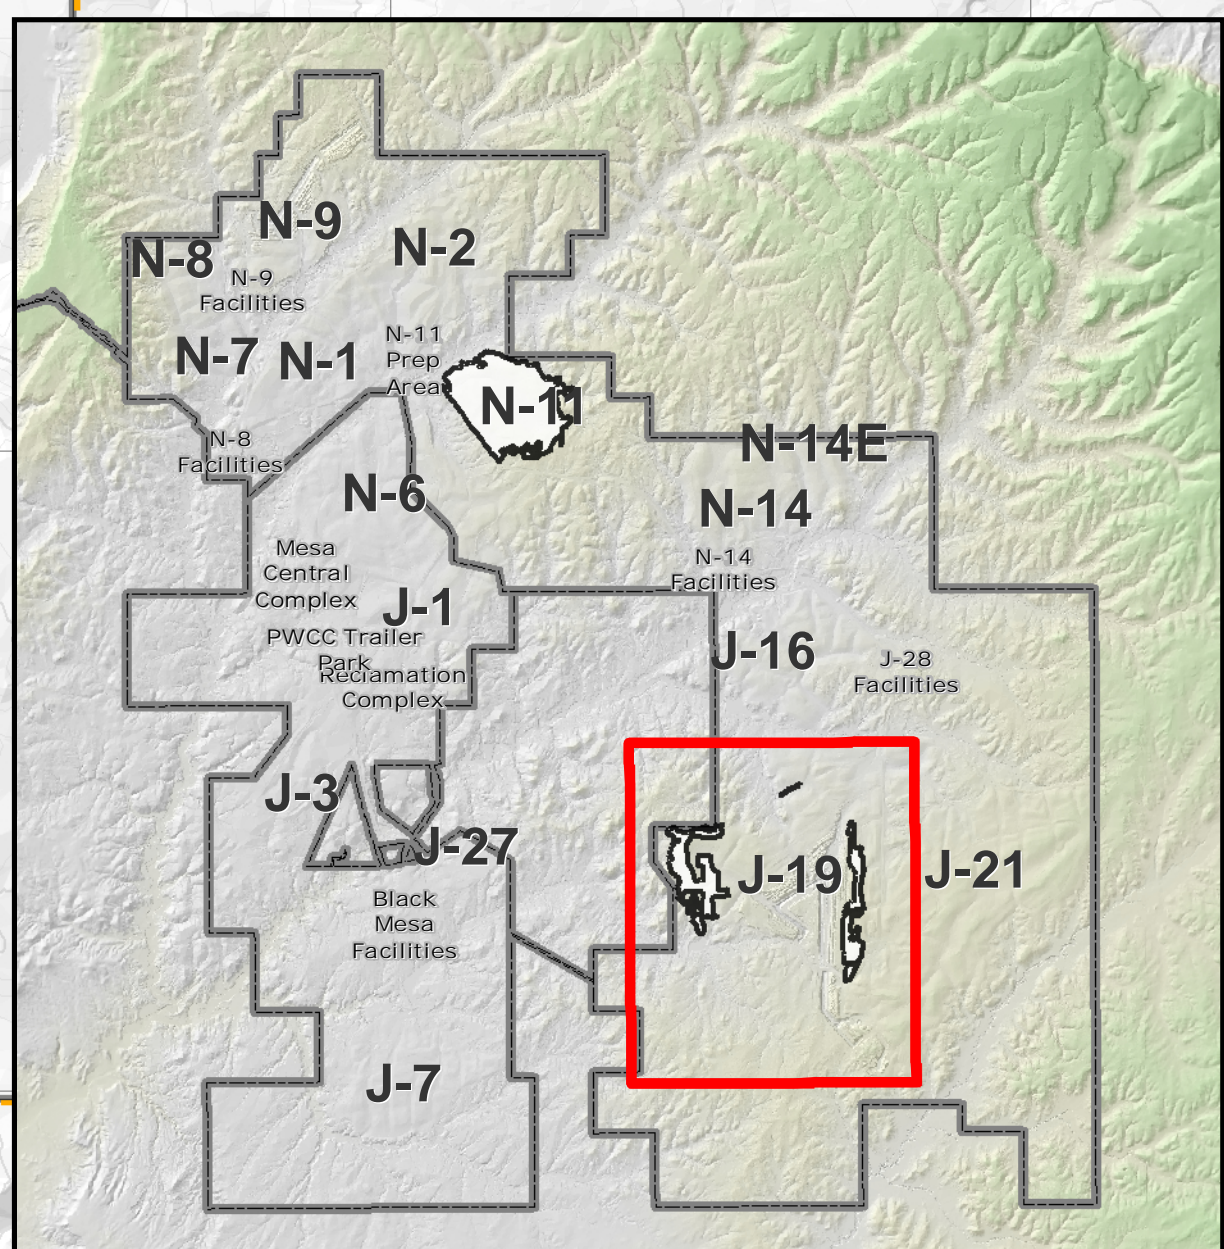 N-9
N-2
N-8
N-9
Facilities
N-11
Prep
Area
N-7
N-1
N-11
N-8
Facilities
N-14E
N-6
N-14
Mesa
Central
Complex
N-14
Facilities
J-1
PWCC Trailer
Park
Reclamation
Complex
J-16
J-28
Facilities
J-3
J-27
J-19
J-21
Black
Mesa
Facilities
J-7